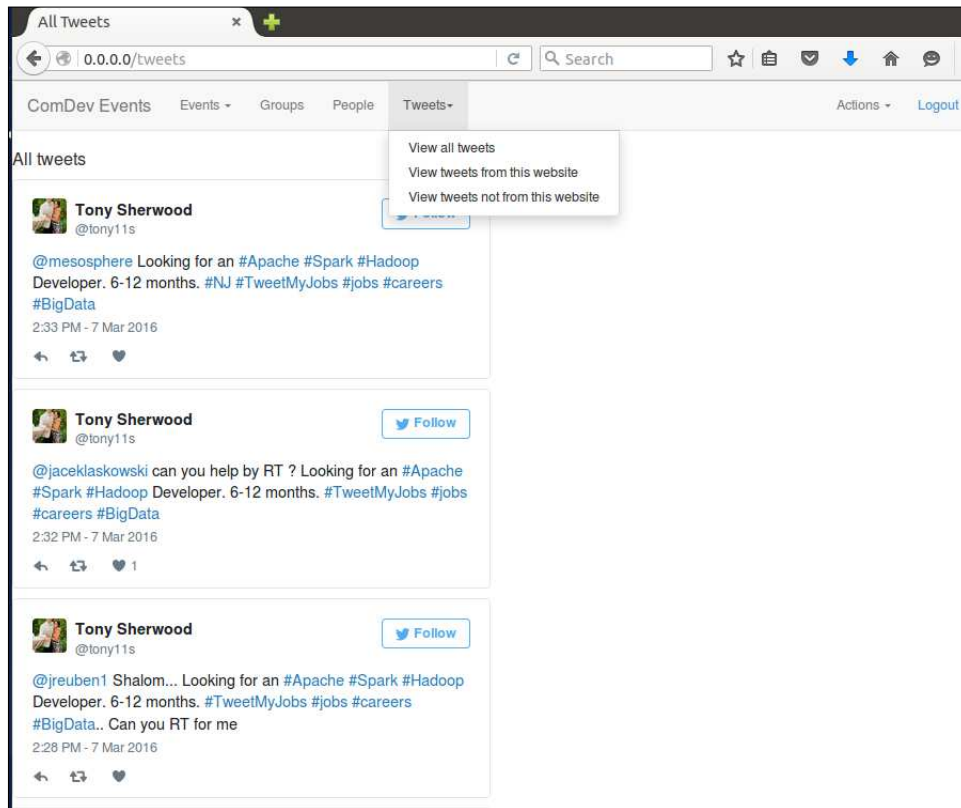 All Tweets
0.0.0.0/tweets
Search
ComDev Events Events Groups People Tweets Actions Logout
View all tweets
View tweets from this website
View tweets not from this website
All tweets
Tony Sherwood
@tony11s
Follow
@mesosphere Looking for an #Apache #Spark #Hadoop
Developer. 6-12 months. #NJ #TweetMyJobs #jobs #careers
#BigData
2:33 PM - 7 Mar 2016
Tony Sherwood
@tony11s
Follow
@jaceklaskowski can you help by RT ? Looking for an #Apache
#Spark #Hadoop Developer. 6-12 months. #TweetMyJobs #jobs
#careers #BigData
2:32 PM - 7 Mar 2016
1
Tony Sherwood
@tony11s
Follow
@jreuben1 Shalom... Looking for an #Apache #Spark #Hadoop
Developer. 6-12 months. #TweetMyJobs #jobs #careers
#BigData.. Can you RT for me
2:28 PM - 7 Mar 2016